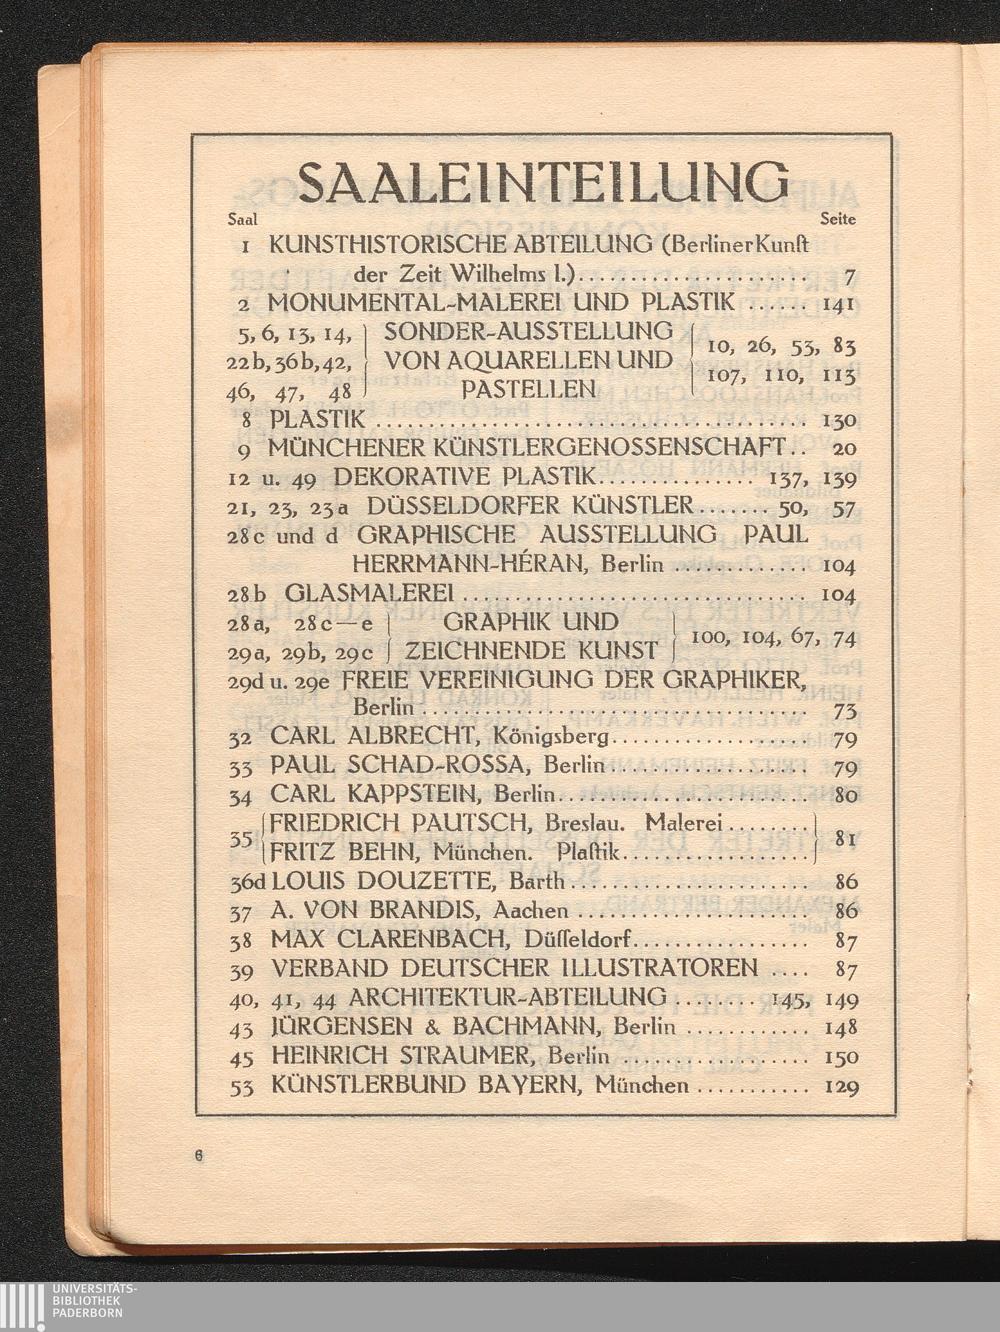 SAALEINTEILUNG
Saal Seite
1 KUNSTHISTORISCHE ABTEILUNG (Berliner Kunſt
der Zeit Wilhelms I.) .................... 7
2 MONUMENTAL-MALEREI UND PLASTIK ...... 141
5, 6, 13, 14, } SONDER-AUSSTELLUNG { 10, 26, 53, 83
22b, 36b, 42, } VON AQUARELLEN UND { 107, 110, 113
46, 47, 48 } PASTELLEN
8 PLASTIK ........................................ 130
9 MÜNCHENER KÜNSTLERGENOSSENSCHAFT .. 20
12 u. 49 DEKORATIVE PLASTIK ............... 137, 139
21, 23, 23a DÜSSELDORFER KÜNSTLER ....... 50, 57
28c und d GRAPHISCHE AUSSTELLUNG PAUL
HERRMANN-HÉRAN, Berlin ............ 104
28b GLASMALEREI ............................... 104
28a, 28c—e } GRAPHIK UND } 100, 104, 67, 74
29a, 29b, 29c } ZEICHNENDE KUNST
29d u. 29e FREIE VEREINIGUNG DER GRAPHIKER,
Berlin ................................... 73
32 CARL ALBRECHT, Königsberg .................. 79
33 PAUL SCHAD-ROSSA, Berlin .................. 79
34 CARL KAPPSTEIN, Berlin ....................... 80
35 { FRIEDRICH PAUTSCH, Breslau. Malerei ........ } 81
{ FRITZ BEHN, München. Plaſtik ................. }
36d LOUIS DOUZETTE, Barth ..................... 86
37 A. VON BRANDIS, Aachen ..................... 86
38 MAX CLARENBACH, Düſſeldorf ................ 87
39 VERBAND DEUTSCHER ILLUSTRATOREN .... 87
40, 41, 44 ARCHITEKTUR-ABTEILUNG ........ 145, 149
43 JÜRGENSEN & BACHMANN, Berlin ........... 148
45 HEINRICH STRAUMER, Berlin ................. 150
53 KÜNSTLERBUND BAYERN, München .......... 129
6
UNIVERSITÄTS-
BIBLIOTHEK
PADERBORN